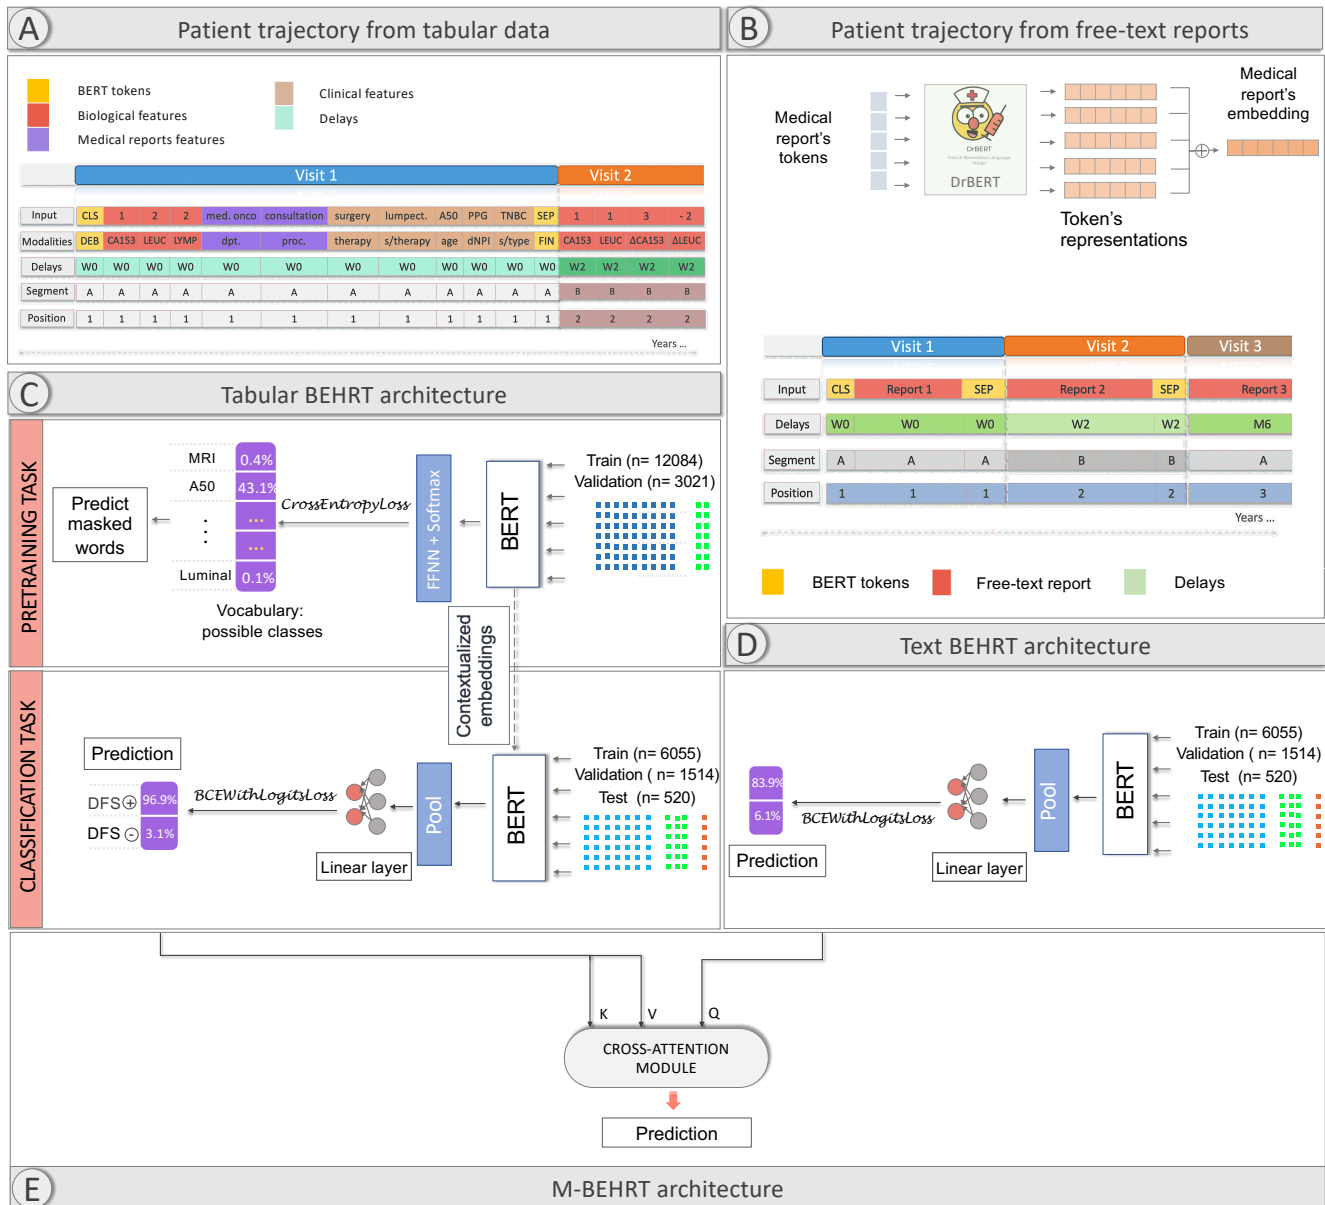 A
Patient trajectory from tabular data
BERT tokens
Biological features
Medical reports features
Clinical features
Delays
Visit 1 Visit 2
Input CLS 1 2 2 med. onco consultation surgery lumpect. A50 PPG TNBC SEP 1 1 3 - 2
Modalities DEB CA153 LEUC LYMP dpt. proc. therapy s/therapy age dNPI s/type FIN CA153 LEUC ΔCA153 ΔLEUC
Delays W0 W0 W0 W0 W0 W0 W0 W0 W0 W0 W0 W0 W2 W2 W2 W2
Segment A A A A A A A A A A A A B B B B
Position 1 1 1 1 1 1 1 1 1 1 1 1 2 2 2 2
Years ...
B
Patient trajectory from free-text reports
Medical
report's
tokens
DrBERT
French Biomedical Language
Model
DrBERT
Token's
representations
Medical
report's
embedding
Visit 1 Visit 2 Visit 3
Input CLS Report 1 SEP Report 2 SEP Report 3
Delays W0 W0 W0 W2 W2 M6
Segment A A A B B A
Position 1 1 1 2 2 3
Years ...
BERT tokens
Free-text report
Delays
C
Tabular BEHRT architecture
PRETRAINING TASK
Predict
masked
words
MRI 0.4%
A50 43.1%
...
...
Luminal 0.1%
Vocabulary:
possible classes
CrossEntropyLoss
FFNN + Softmax
BERT
Train (n= 12084)
Validation (n= 3021)
Contextualized
embeddings
CLASSIFICATION TASK
Prediction
DFS + 96.9%
DFS - 3.1%
BCEWithLogitsLoss
Linear layer
Pool
BERT
Train (n= 6055)
Validation ( n= 1514)
Test (n= 520)
D
Text BEHRT architecture
83.9%
6.1%
Prediction
BCEWithLogitsLoss
Linear layer
Pool
BERT
Train (n= 6055)
Validation ( n= 1514)
Test (n= 520)
K V Q
CROSS-ATTENTION
MODULE
Prediction
E
M-BEHRT architecture